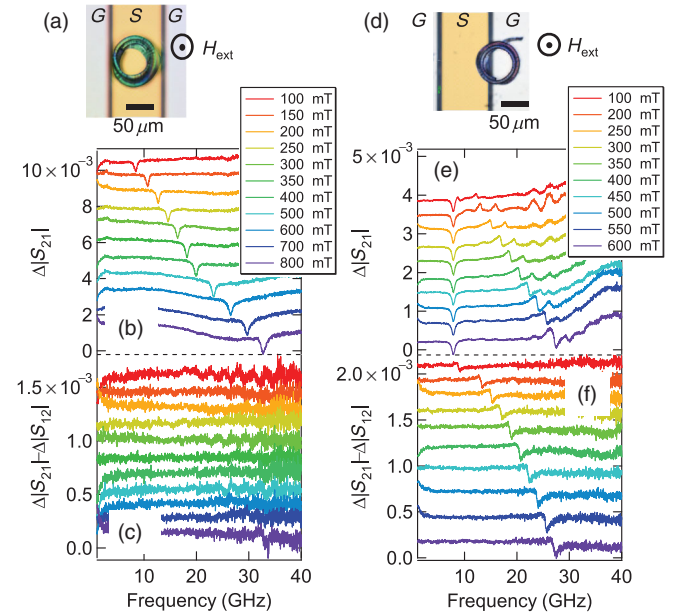 (a)
G S G
H_ext
50 μm
(d)
S G
H_ext
50 μm
100 mT
150 mT
200 mT
250 mT
300 mT
350 mT
400 mT
500 mT
600 mT
700 mT
800 mT
10 × 10⁻³
8
6
4
2
0
Δ|S₂₁|
(b)
1.5 × 10⁻³
1.0
0.5
0.0
Δ|S₂₁|-Δ|S₁₂|
(c)
10 20 30 40
Frequency (GHz)
100 mT
200 mT
250 mT
300 mT
350 mT
400 mT
450 mT
500 mT
550 mT
600 mT
5 × 10⁻³
4
3
2
1
0
Δ|S₂₁|
(e)
2.0 × 10⁻³
1.5
1.0
0.5
0.00
Δ|S₂₁|-Δ|S₁₂|
(f)
10 20 30 40
Frequency (GHz)